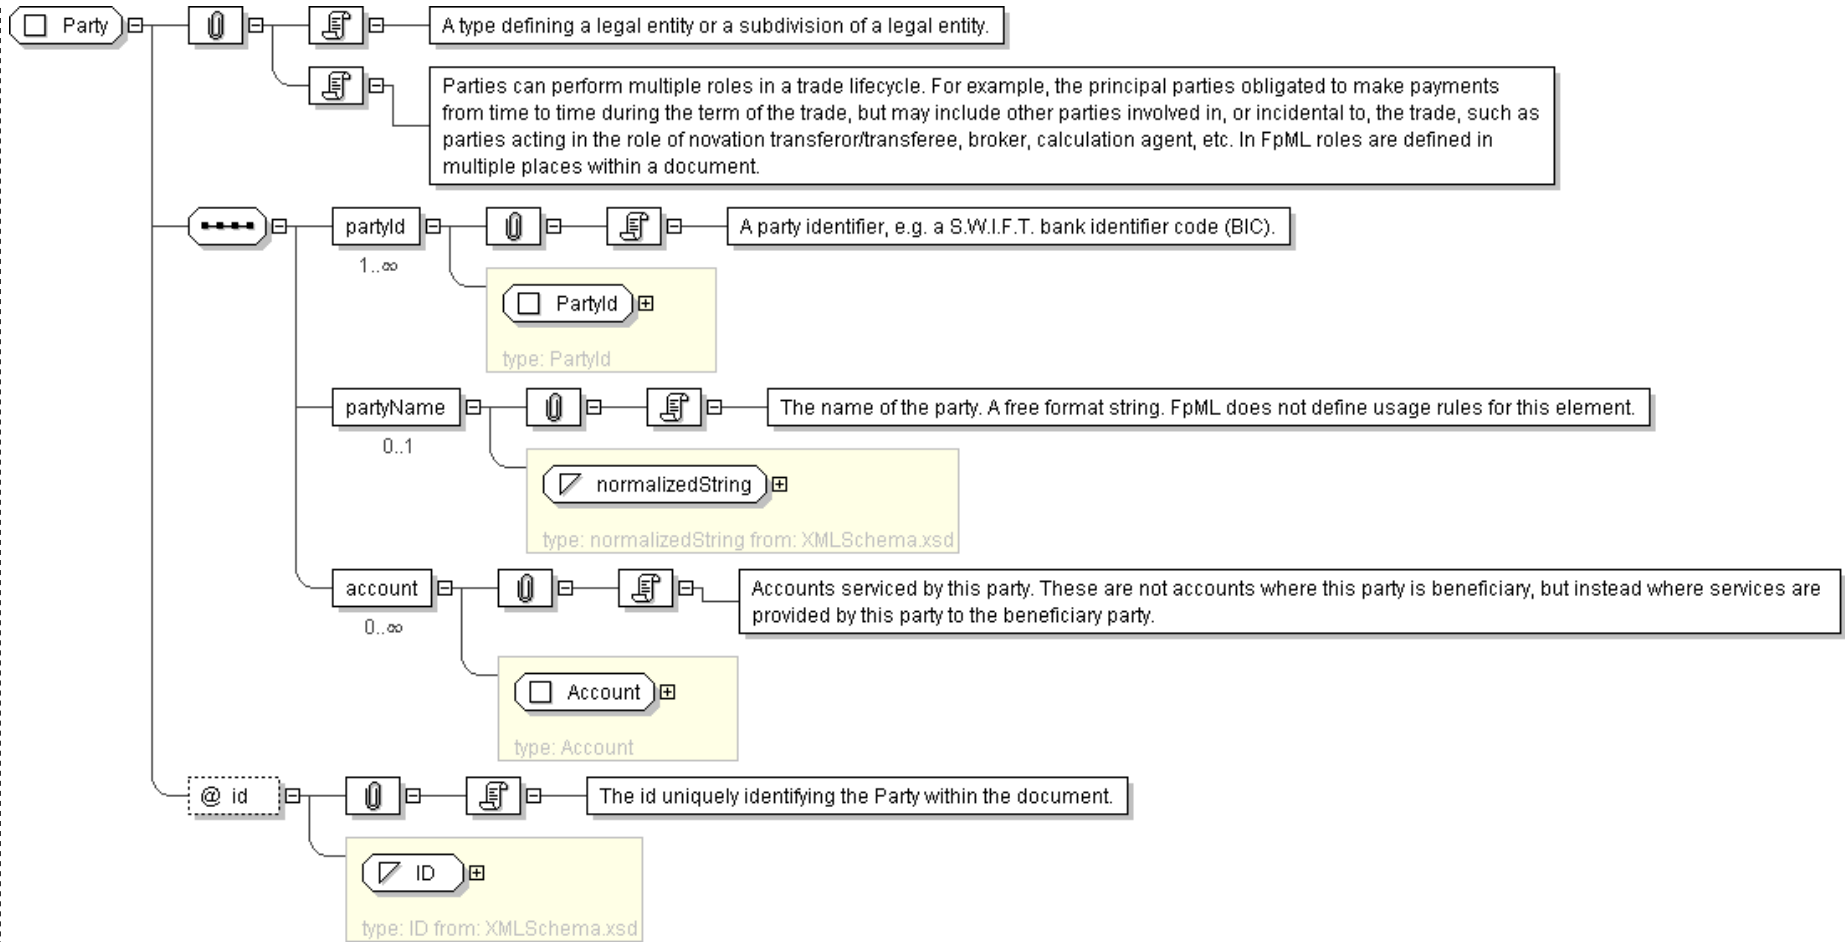 Party
A type defining a legal entity or a subdivision of a legal entity.
Parties can perform multiple roles in a trade lifecycle. For example, the principal parties obligated to make payments
from time to time during the term of the trade, but may include other parties involved in, or incidental to, the trade, such as
parties acting in the role of novation transferor/transferee, broker, calculation agent, etc. In FpML roles are defined in
multiple places within a document.
partyId
A party identifier, e.g. a S.W.I.F.T. bank identifier code (BIC).
1..∞
PartyId
type: PartyId
partyName
The name of the party. A free format string. FpML does not define usage rules for this element.
0..1
normalizedString
type: normalizedString from: XMLSchema.xsd
account
Accounts serviced by this party. These are not accounts where this party is beneficiary, but instead where services are
provided by this party to the beneficiary party.
0..∞
Account
type: Account
@ id
The id uniquely identifying the Party within the document.
ID
type: ID from: XMLSchema.xsd